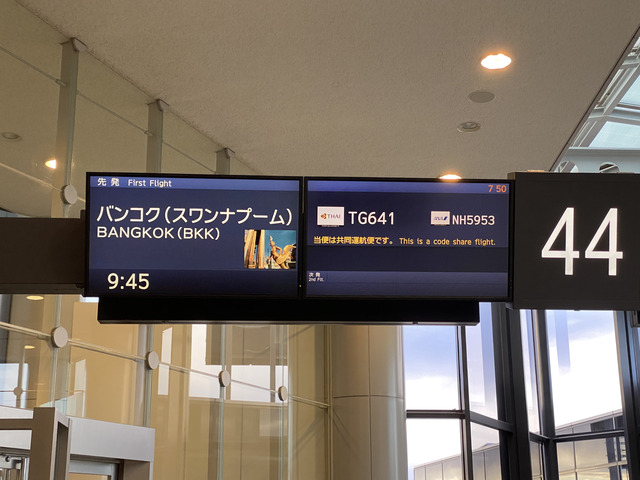 先発 First Flight
バンコク(スワンナプーム)
BANGKOK(BKK)
9:45
7 50
THAI TG641 ANA NH5953
当便は共同運航便です。 This is a code share flight.
次発
2nd Flt.
44